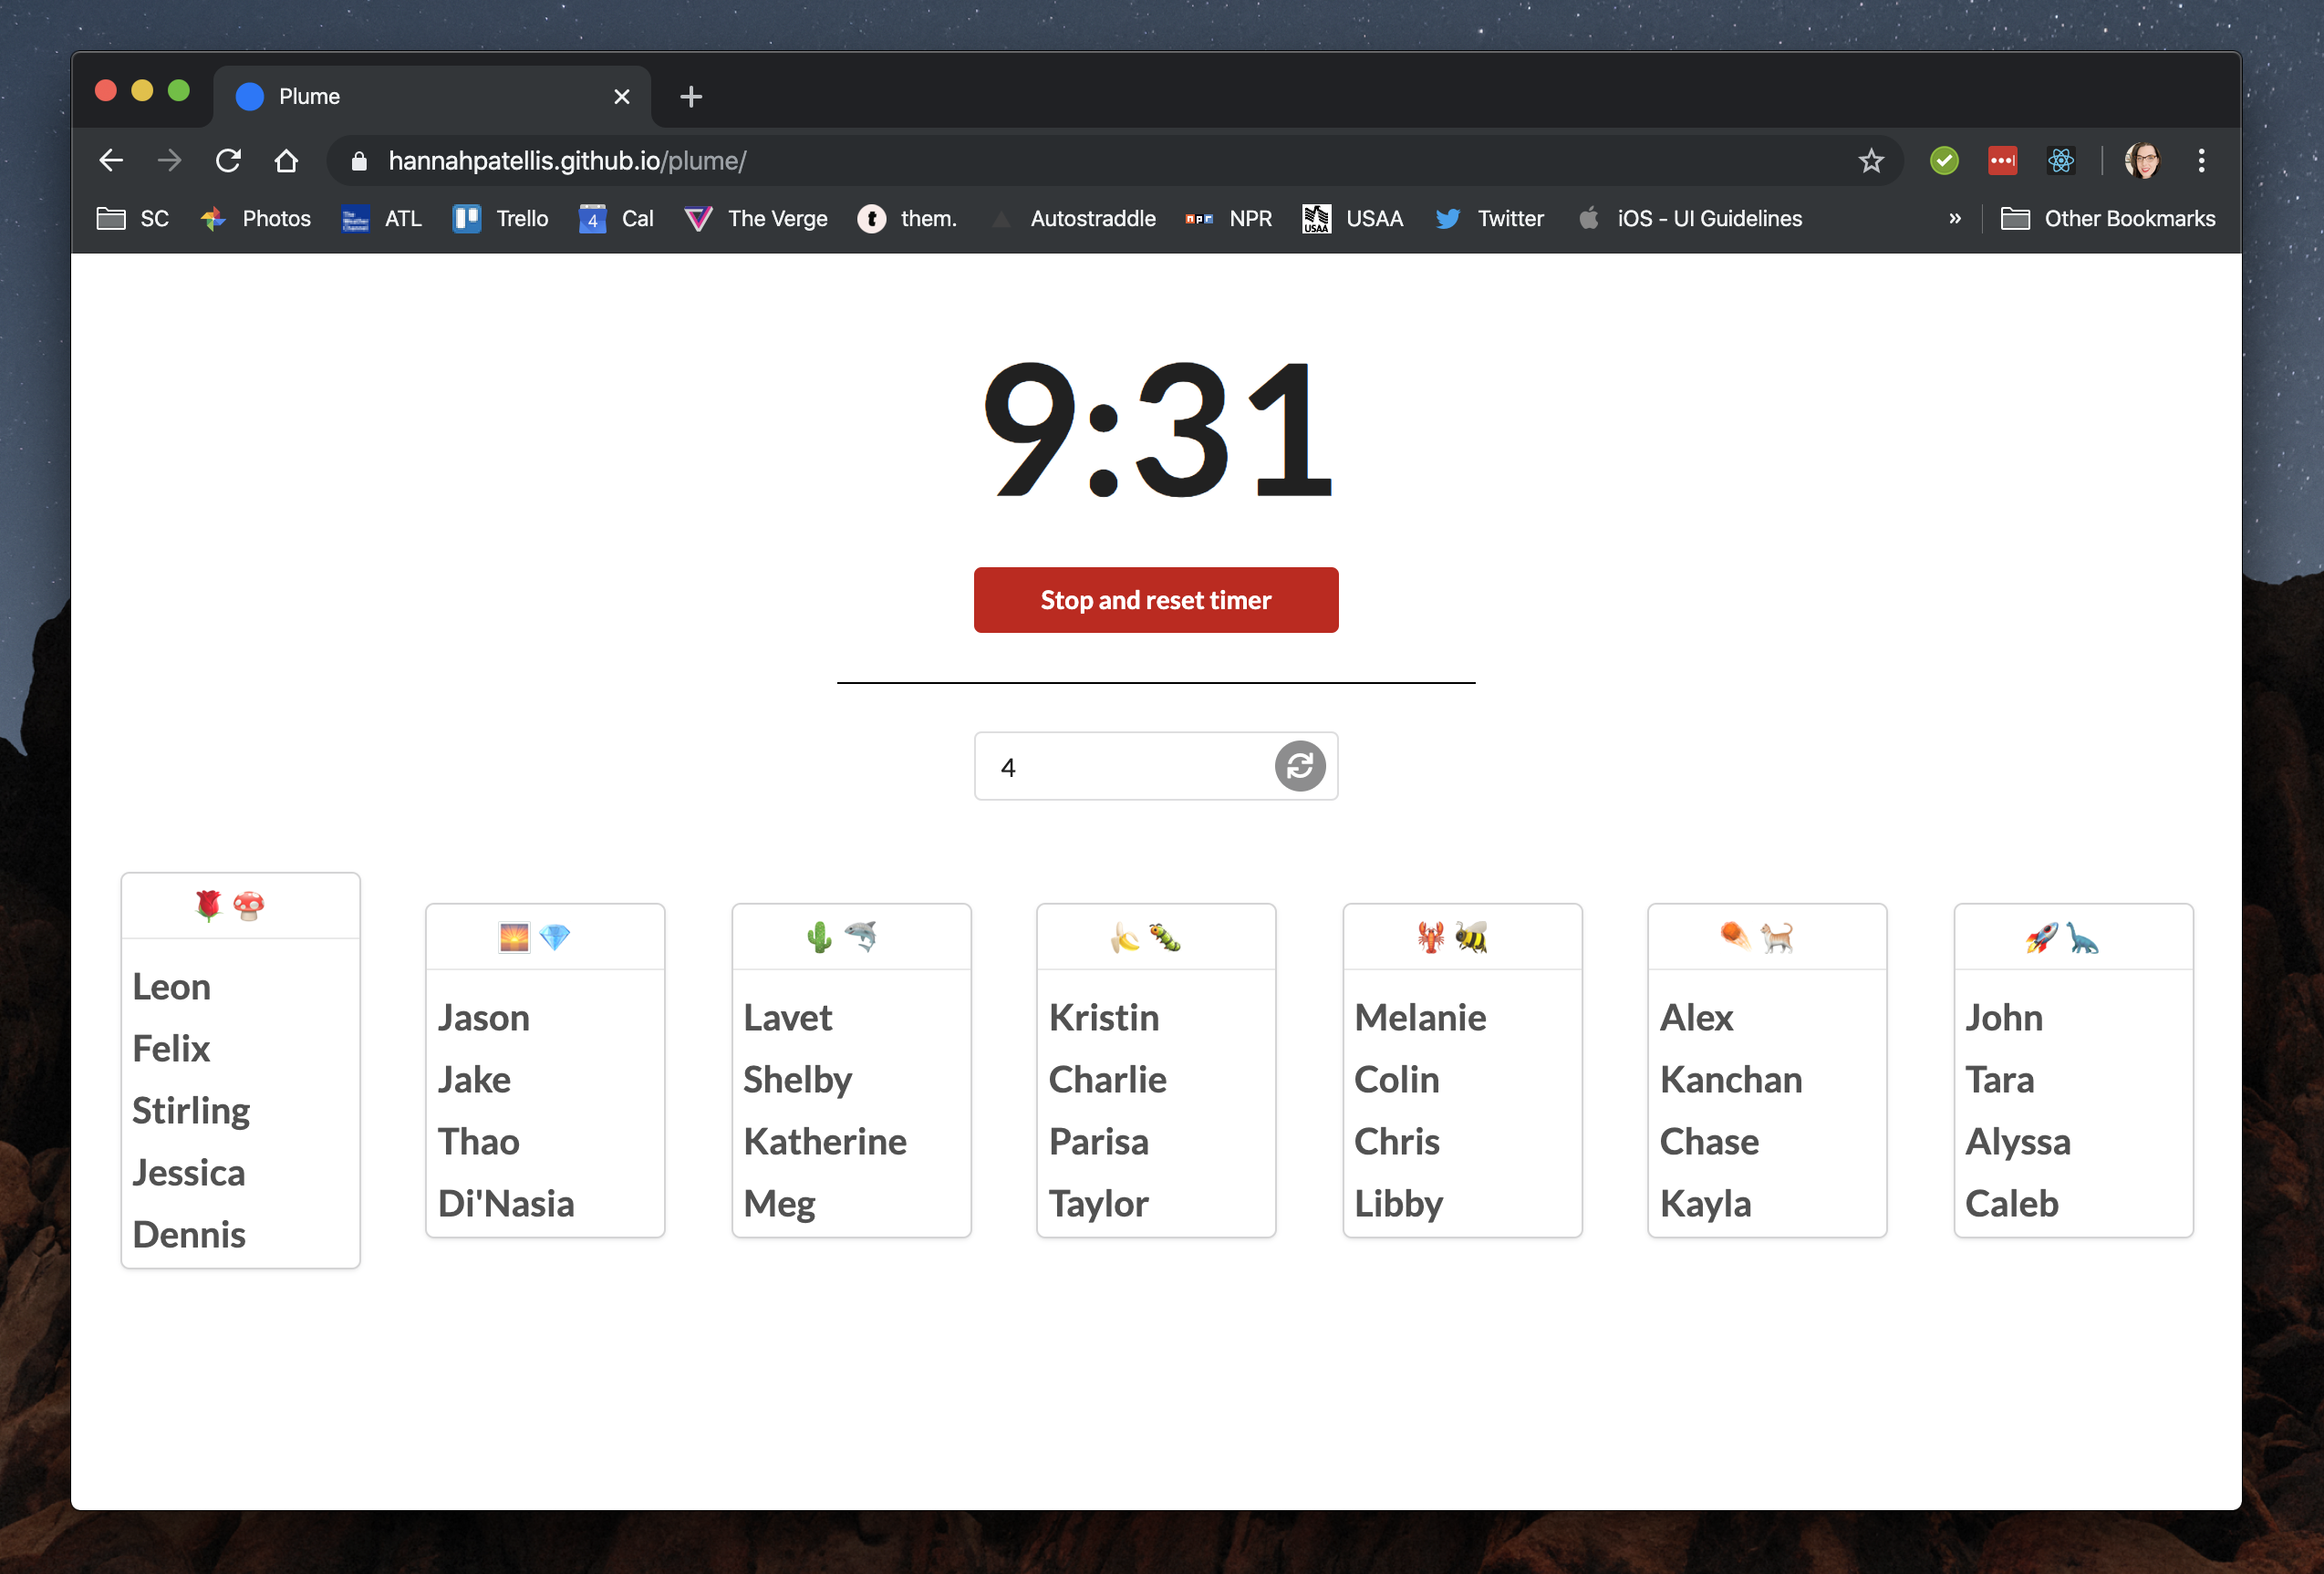 Plume
hannahpatellis.github.io/plume/
SC Photos ATL Trello 4 Cal The Verge t them. Autostraddle npr NPR USAA USAA Twitter iOS - UI Guidelines » Other Bookmarks
9:31
Stop and reset timer
4
Leon
Felix
Stirling
Jessica
Dennis
Jason
Jake
Thao
Di'Nasia
Lavet
Shelby
Katherine
Meg
Kristin
Charlie
Parisa
Taylor
Melanie
Colin
Chris
Libby
Alex
Kanchan
Chase
Kayla
John
Tara
Alyssa
Caleb